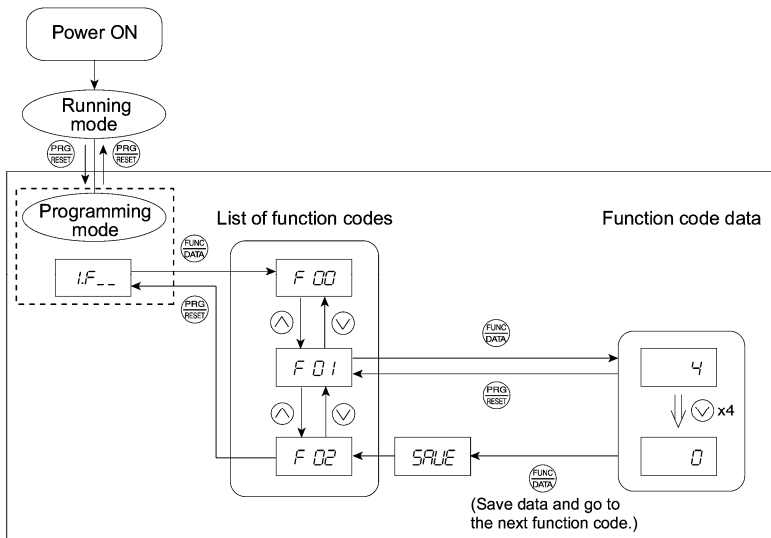 Power ON
Running
mode
PRG
RESET
PRG
RESET
Programming
mode
List of function codes
Function code data
FUNC
DATA
1.F__
F 00
PRG
RESET
FUNC
DATA
F 01
4
PRG
RESET
x4
F 02
SAVE
0
FUNC
DATA
(Save data and go to
the next function code.)